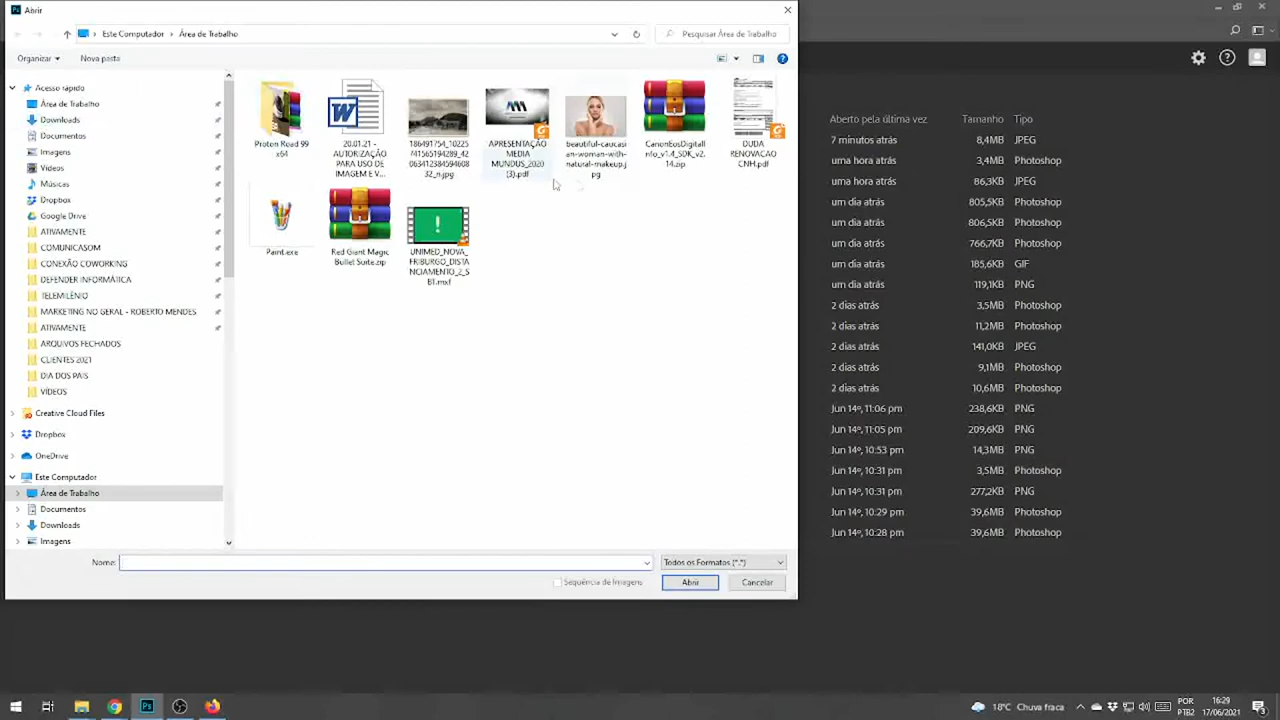 Abrir
Este Computador > Área de Trabalho
Pesquisar Área de Trabalho
Organizar
Nova pasta
Acesso rápido
Área de Trabalho
Downloads
Documentos
Imagens
Vídeos
Músicas
Dropbox
Google Drive
ATIVAMENTE
COMUNICASOM
CONEXÃO COWORKING
DEFENDER INFORMÁTICA
TELEMILÊNIO
MARKETING NO GERAL - ROBERTO MENDES
ATIVAMENTE
ARQUIVOS FECHADOS
CLIENTES 2021
DIA DOS PAIS
VÍDEOS
Creative Cloud Files
Dropbox
OneDrive
Este Computador
Área de Trabalho
Documentos
Downloads
Imagens
Proton Road 99
x64
20.01.21 -
AUTORIZAÇÃO
PARA USO DE
IMAGEM E V...
186491754_10225
741565194289_42
063412384594608
32_n.jpg
APRESENTAÇÃO
MEDIA
MUNDUS_2020
(3).pdf
beautiful-caucasi
an-woman-with-
natural-makeup.j
pg
CanonEosDigitalI
nfo_v1.4_SDK_v2.
14.zip
DUDA
RENOVACAO
CNH.pdf
Paint.exe
Red Giant Magic
Bullet Suite.zip
UNIMED_NOVA_
FRIBURGO_DISTA
NCIAMENTO_2_S
BT.mxf
Nome:
Todos os Formatos (*.*)
Sequência de Imagens
Abrir
Cancelar
Aberto pela última vez Tamanho Tipo
7 minutos atrás 8,4MB JPEG
uma hora atrás 3,4MB Photoshop
uma hora atrás 86,3KB JPEG
um dia atrás 805,5KB Photoshop
um dia atrás 806,5KB Photoshop
um dia atrás Photoshop
um dia atrás 185,6KB GIF
um dia atrás 119,1KB PNG
2 dias atrás 3,5MB Photoshop
2 dias atrás 11,2MB Photoshop
2 dias atrás 141,0KB JPEG
2 dias atrás 9,1MB Photoshop
2 dias atrás 10,6MB Photoshop
Jun 14º, 11:06 pm 238,6KB PNG
Jun 14º, 11:05 pm 209,6KB PNG
Jun 14º, 10:53 pm 14,3MB PNG
Jun 14º, 10:31 pm 3,5MB Photoshop
Jun 14º, 10:31 pm 277,2KB PNG
Jun 14º, 10:29 pm 39,6MB Photoshop
Jun 14º, 10:28 pm 39,6MB Photoshop
18°C Chuva fraca
POR
PTB2
16:29
17/06/2021